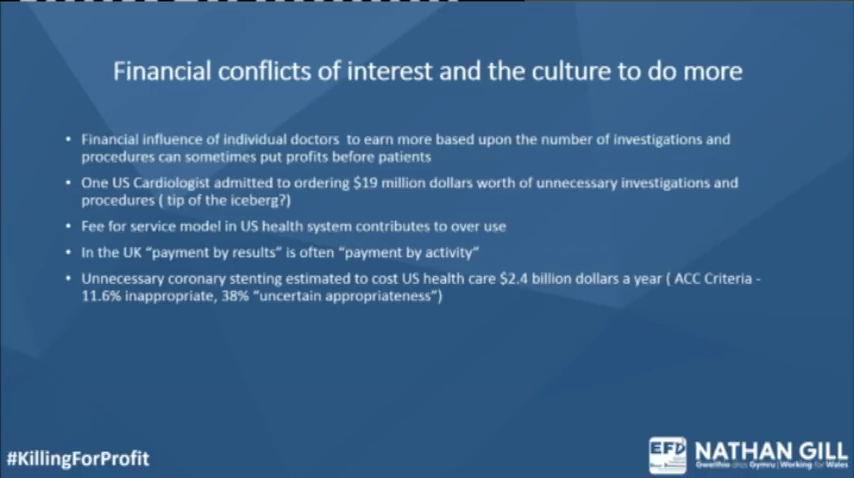 Financial conflicts of interest and the culture to do more
• Financial influence of individual doctors to earn more based upon the number of investigations and
procedures can sometimes put profits before patients
• One US Cardiologist admitted to ordering $19 million dollars worth of unnecessary investigations and
procedures ( tip of the iceberg?)
• Fee for service model in US health system contributes to over use
• In the UK “payment by results” is often “payment by activity”
• Unnecessary coronary stenting estimated to cost US health care $2.4 billion dollars a year ( ACC Criteria -
11.6% inappropriate, 38% “uncertain appropriateness”)
#KillingForProfit
EFD
NATHAN GILL
Gweithio dros Gymru | Working for Wales